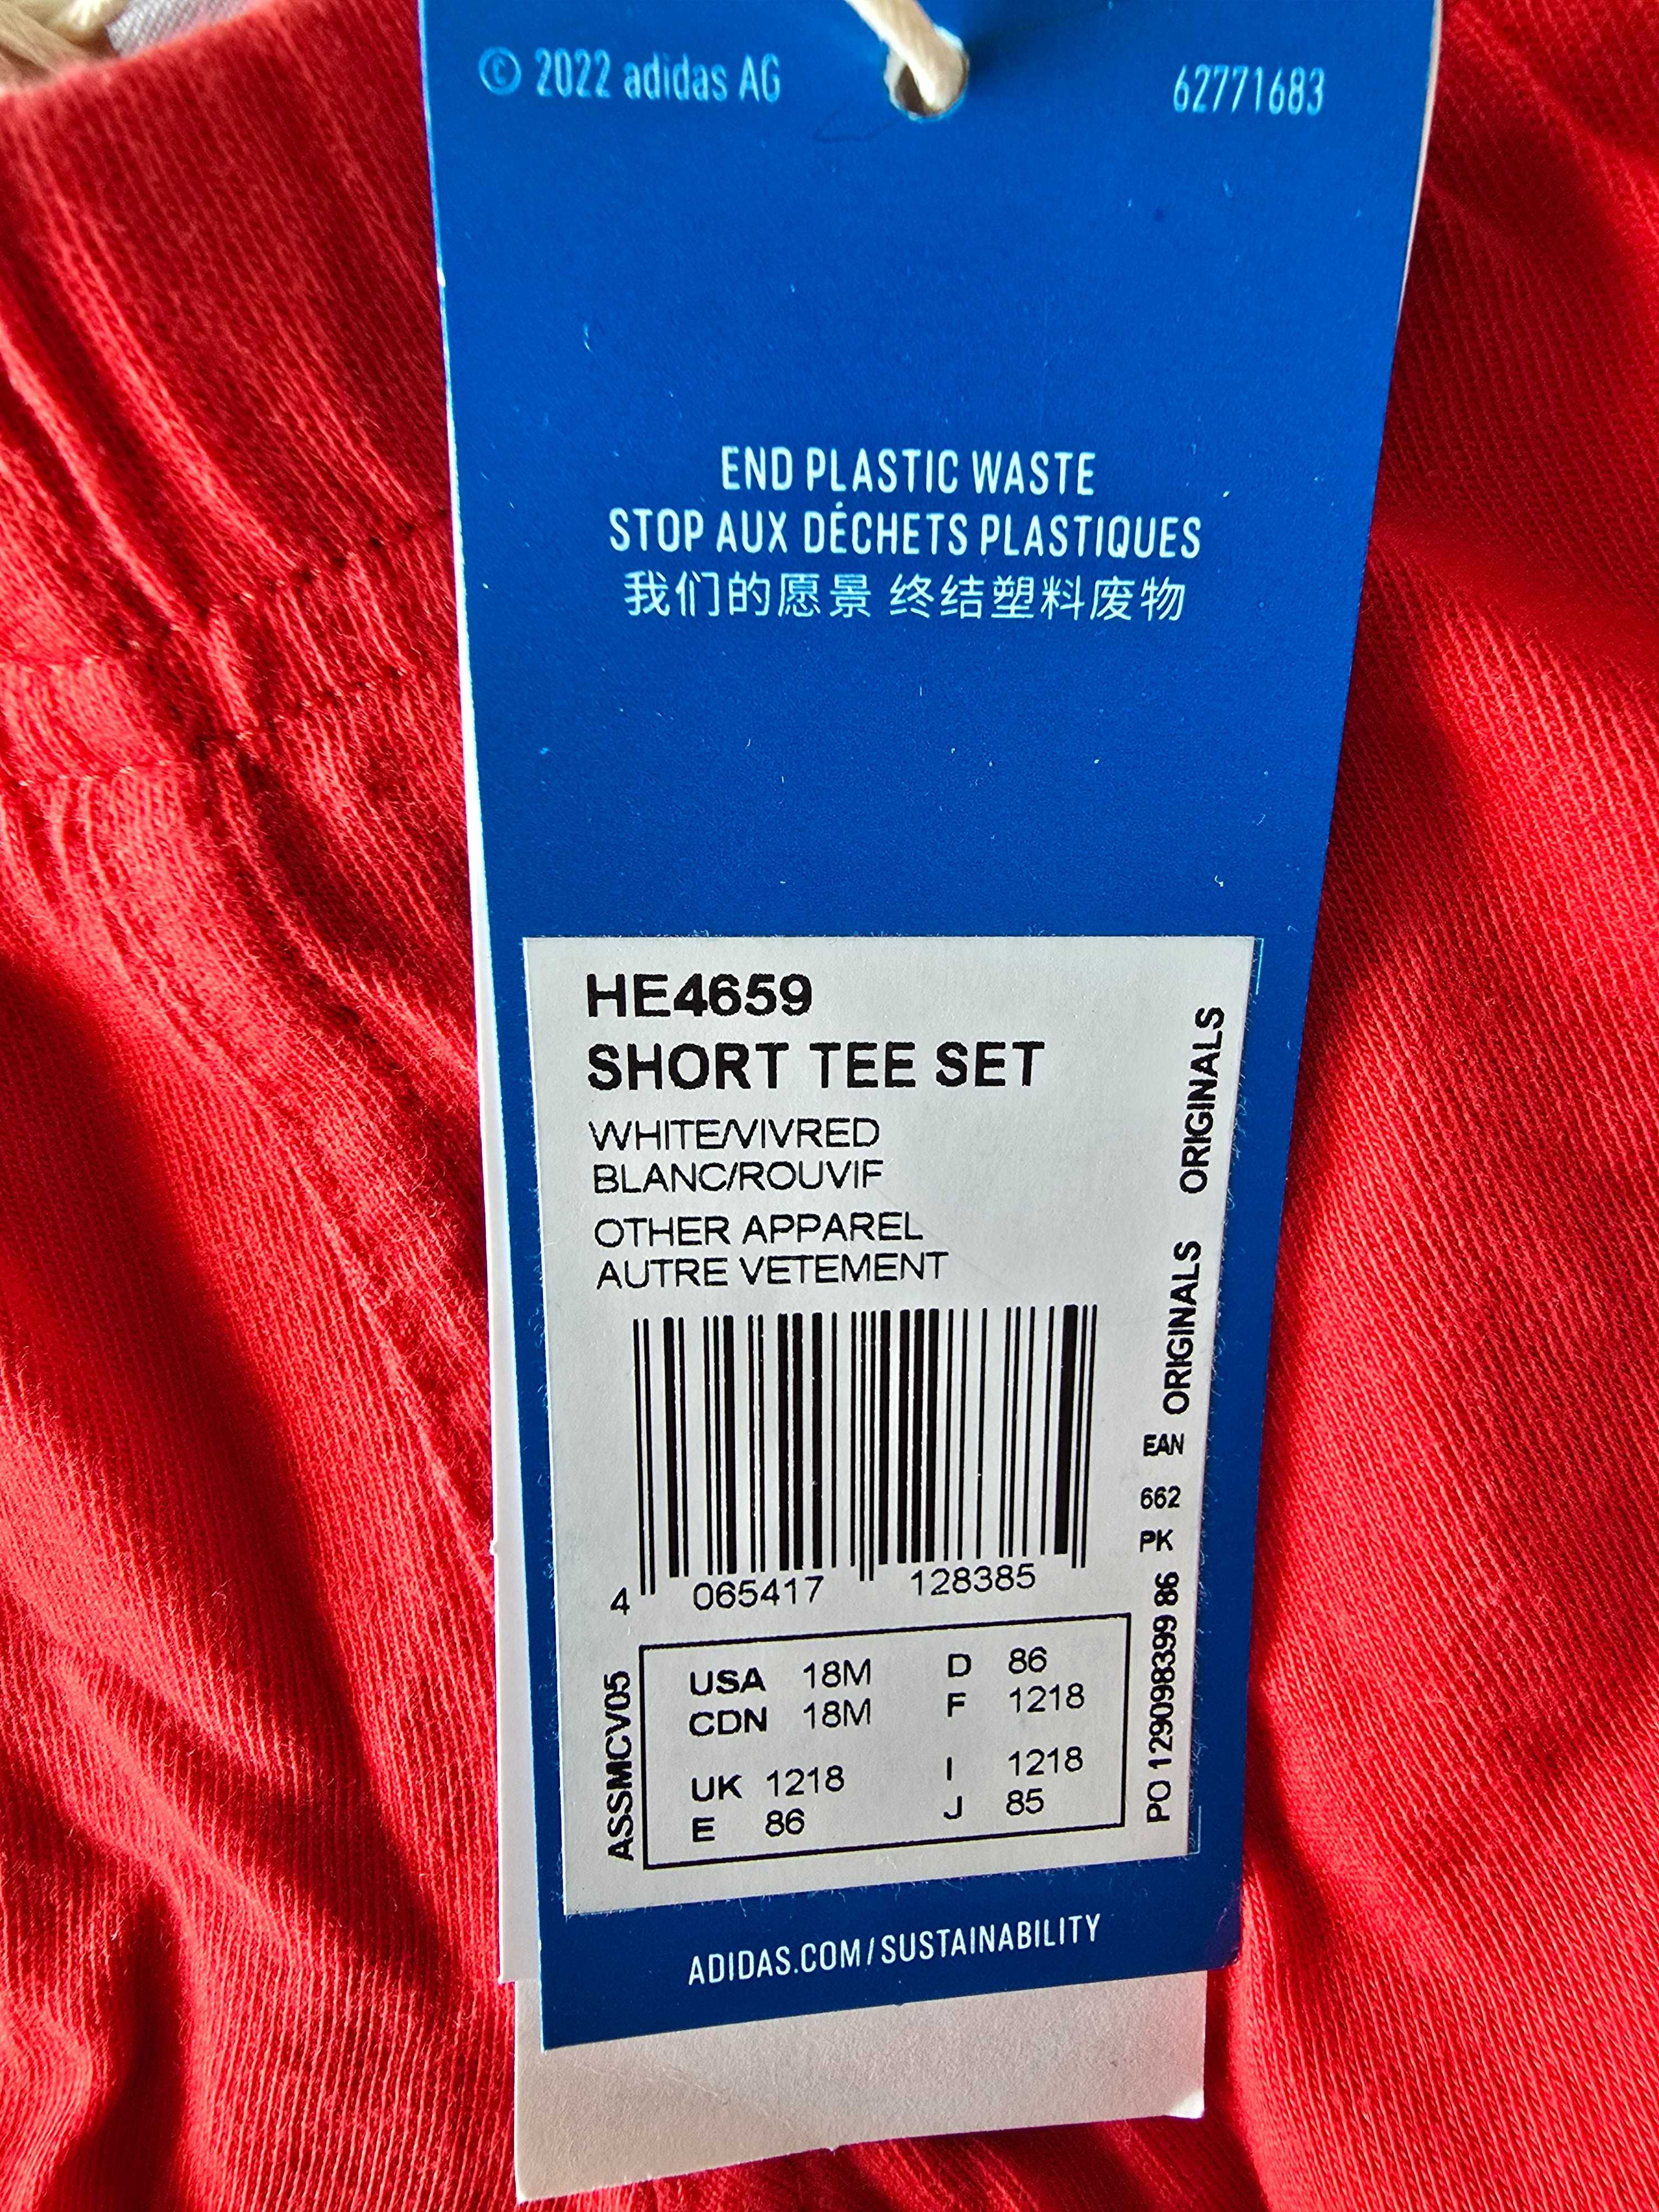 © 2022 adidas AG
62771683
END PLASTIC WASTE
STOP AUX DÉCHETS PLASTIQUES
我们的愿景 终结塑料废物
HE4659
SHORT TEE SET
WHITE/VIVRED
BLANC/ROUVIF
OTHER APPAREL
AUTRE VETEMENT
4 065417 128385
USA 18M D 86
CDN 18M F 1218
UK 1218 I 1218
E 86 J 85
ASSMCV05
PO 129098399 86 PK 662 EAN ORIGINALS ORIGINALS
ADIDAS.COM/SUSTAINABILITY